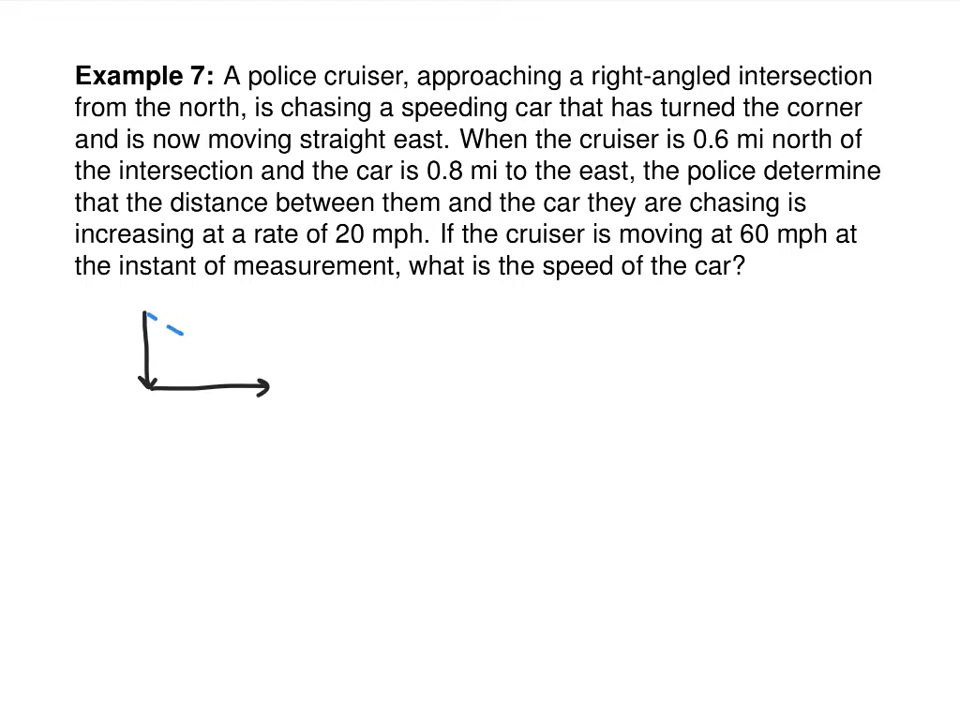 Example 7: A police cruiser, approaching a right-angled intersection
from the north, is chasing a speeding car that has turned the corner
and is now moving straight east. When the cruiser is 0.6 mi north of
the intersection and the car is 0.8 mi to the east, the police determine
that the distance between them and the car they are chasing is
increasing at a rate of 20 mph. If the cruiser is moving at 60 mph at
the instant of measurement, what is the speed of the car?